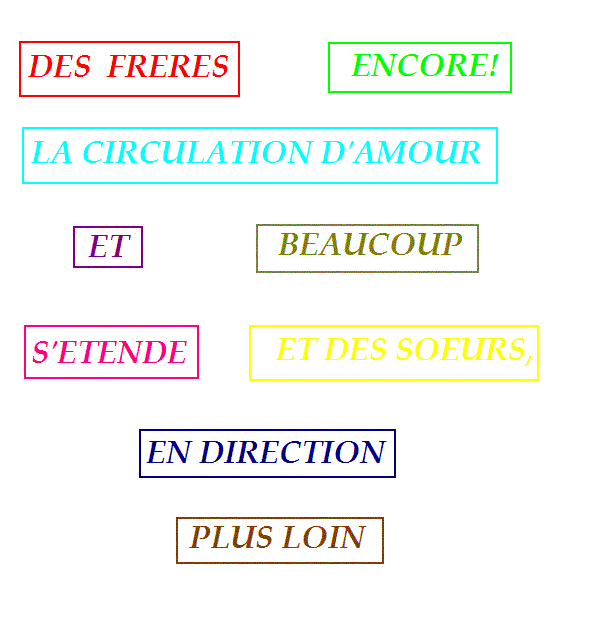 DES FRERES ENCORE!
LA CIRCULATION D'AMOUR
ET BEAUCOUP
S'ETENDE ET DES SOEURS,
EN DIRECTION
PLUS LOIN